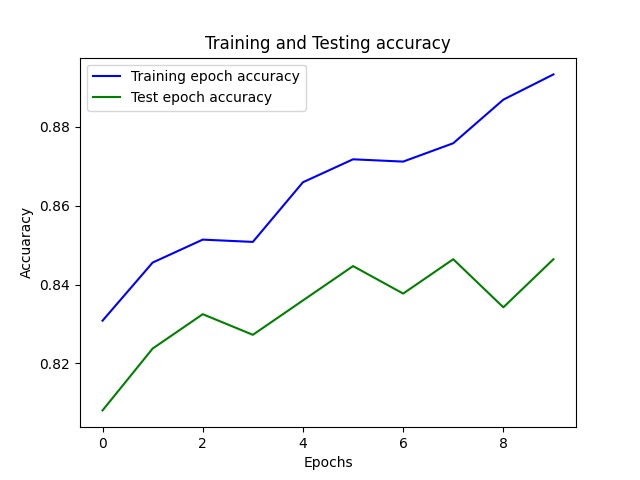 Training and Testing accuracy
Training epoch accuracy
Test epoch accuracy
0.88
0.86
0.84
0.82
Accuaracy
0 2 4 6 8
Epochs